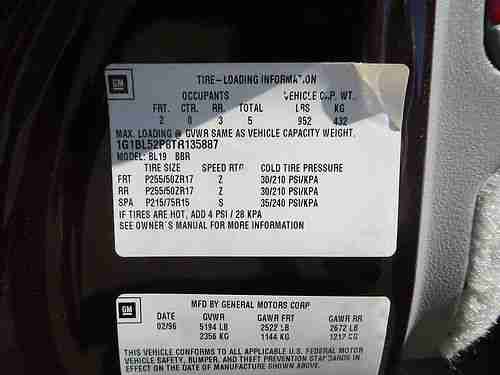 GM
TIRE-LOADING INFORMATION
OCCUPANTS VEHICLE CAP. WT.
FRT. CTR. RR. TOTAL LBS KG
2 0 3 5 952 432
MAX. LOADING @ GVWR SAME AS VEHICLE CAPACITY WEIGHT.
1G1BL52P8TR135887
MODEL: BL19 BBR
TIRE SIZE SPEED RTG COLD TIRE PRESSURE
FRT P255/50ZR17 Z 30/210 PSI/KPA
RR P255/50ZR17 Z 30/210 PSI/KPA
SPA P215/75R15 S 35/240 PSI/KPA
IF TIRES ARE HOT, ADD 4 PSI / 28 KPA
SEE OWNER'S MANUAL FOR MORE INFORMATION
GM
MFD BY GENERAL MOTORS CORP
DATE GVWR GAWR FRT GAWR RR
02/96 5194 LB 2522 LB 2672 LB
2356 KG 1144 KG 1212 KG
THIS VEHICLE CONFORMS TO ALL APPLICABLE U.S. FEDERAL MOTOR
VEHICLE SAFETY, BUMPER, AND THEFT PREVENTION STANDARDS IN
EFFECT ON THE DATE OF MANUFACTURE SHOWN ABOVE.